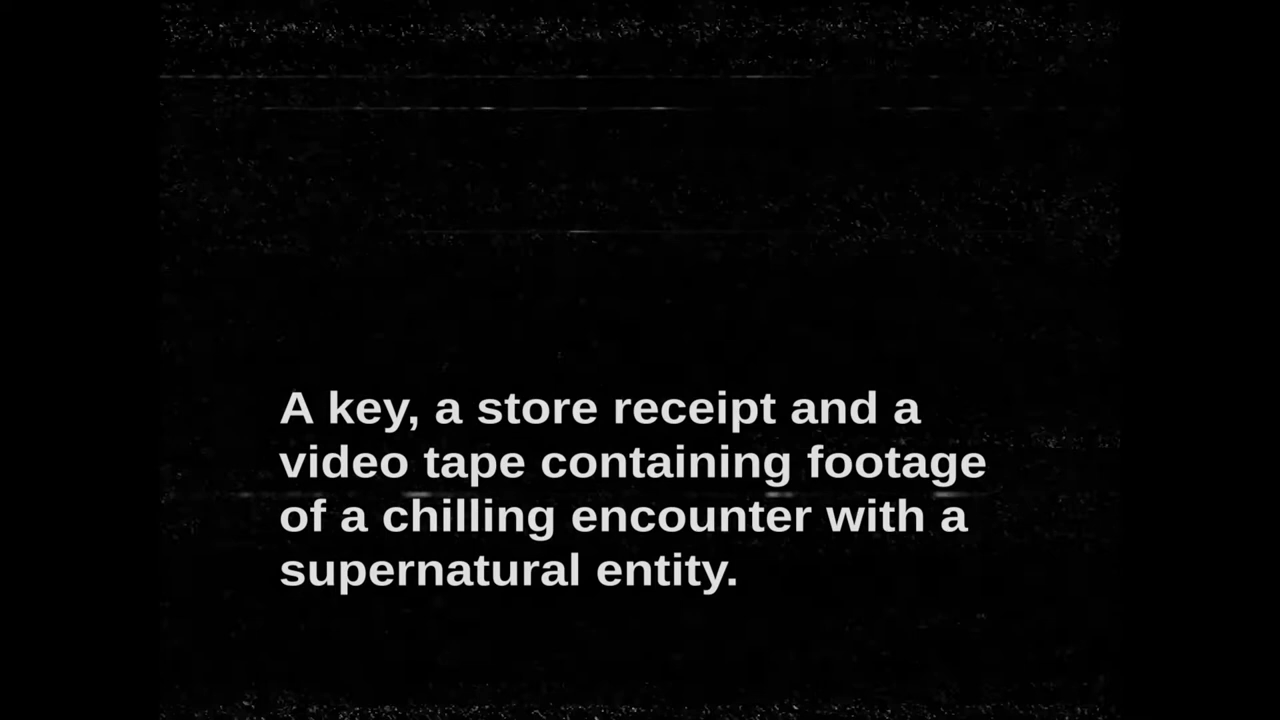 A key, a store receipt and a
video tape containing footage
of a chilling encounter with a
supernatural entity.